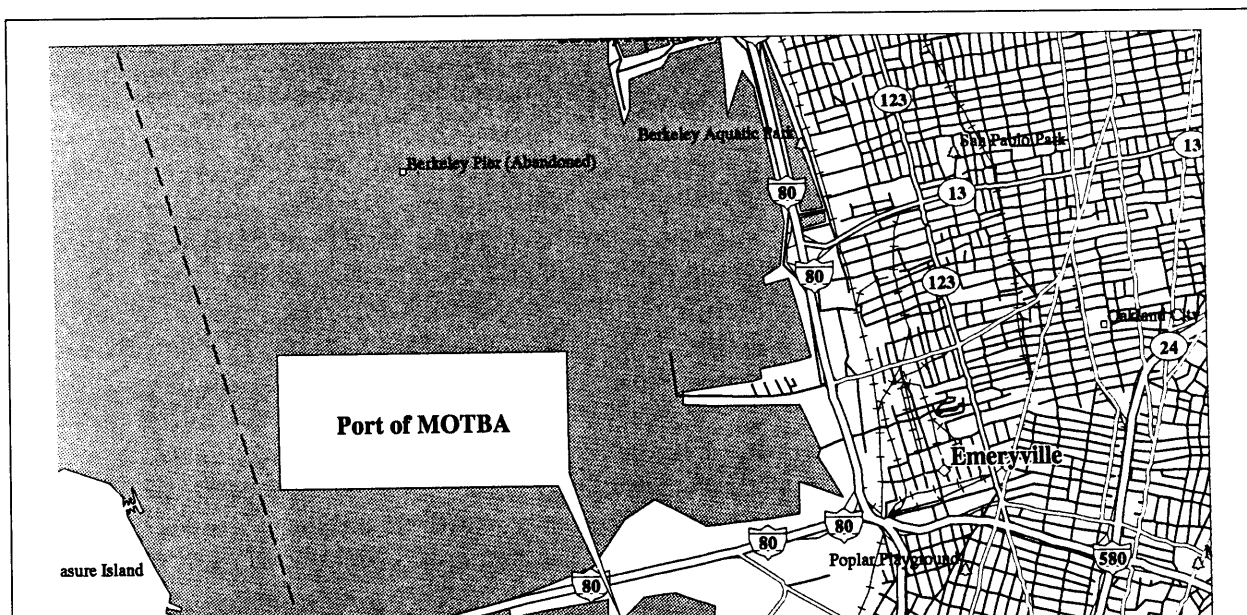 123
Berkeley Aquatic Park
San Pablo Park
13
Berkeley Pier (Abandoned)
80
13
80
123
Oakland City
24
Port of MOTBA
Emeryville
80
80
asure Island
Poplar Playground
580
80